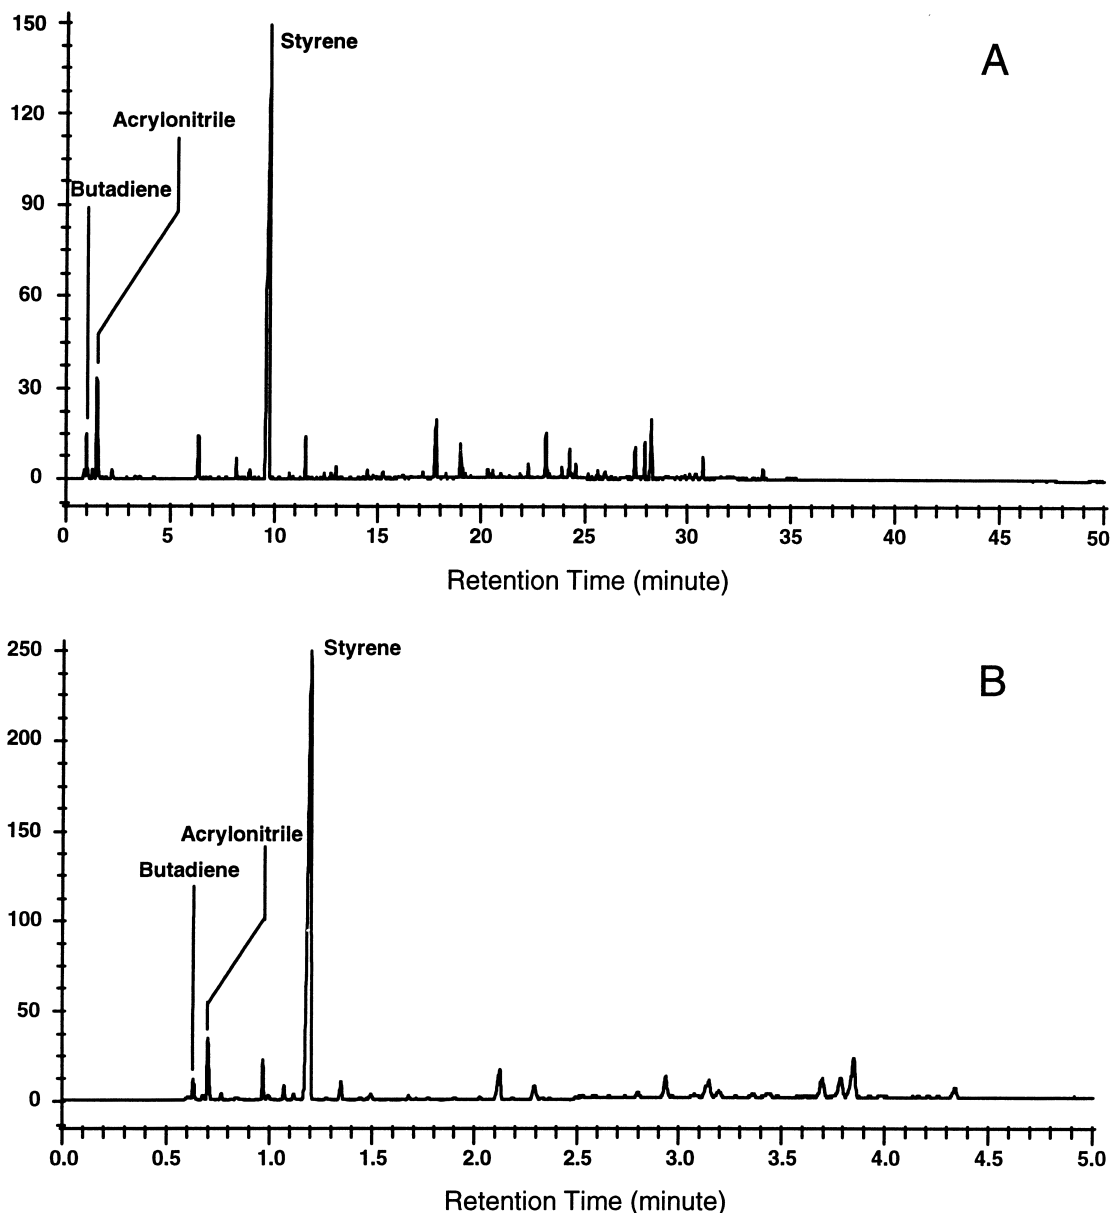 150
Styrene
A
120
Acrylonitrile
Butadiene
90
60
30
0
0 5 10 15 20 25 30 35 40 45 50
Retention Time (minute)
250
Styrene
B
200
150
Acrylonitrile
Butadiene
100
50
0
0.0 0.5 1.0 1.5 2.0 2.5 3.0 3.5 4.0 4.5 5.0
Retention Time (minute)